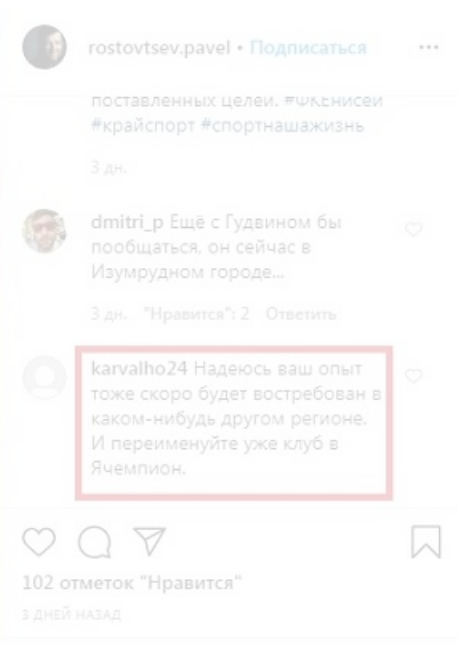 rostovtsev.pavel • Подписаться
поставленных целей. #ФКЕнисей
#крайспорт #спортнашажизнь
3 дн.
dmitri_p Ещё с Гудвином бы
пообщаться, он сейчас в
Изумрудном городе...
3 дн. "Нравится": 2 Ответить
karvalho24 Надеюсь ваш опыт
тоже скоро будет востребован в
каком-нибудь другом регионе.
И переименуйте уже клуб в
Ячемпион.
102 отметок "Нравится"
3 ДНЕЙ НАЗАД